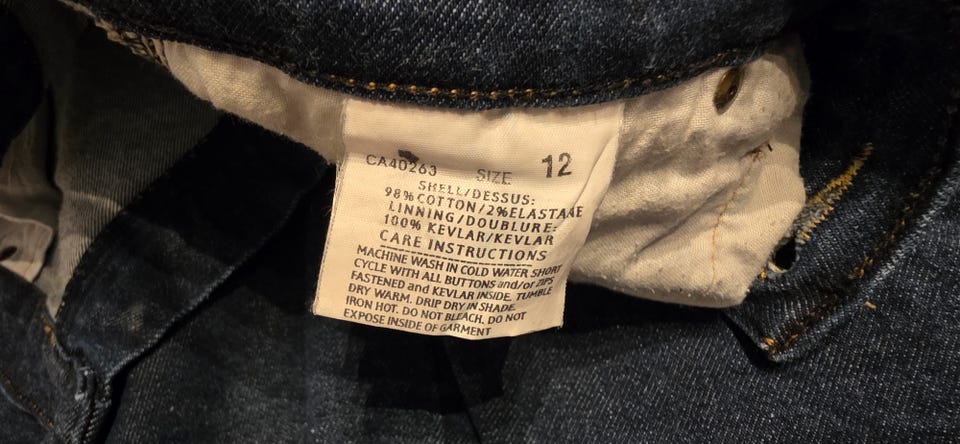 CA40263 SIZE 12
SHELL/DESSUS:
98% COTTON/2% ELASTANE
LINNING/DOUBLURE:
100% KEVLAR/KEVLAR
CARE INSTRUCTIONS
MACHINE WASH IN COLD WATER SHORT
CYCLE WITH ALL BUTTONS and/or ZIPS
FASTENED and KEVLAR INSIDE, TUMBLE
DRY WARM. DRIP DRY IN SHADE.
IRON HOT. DO NOT BLEACH. DO NOT
EXPOSE INSIDE OF GARMENT